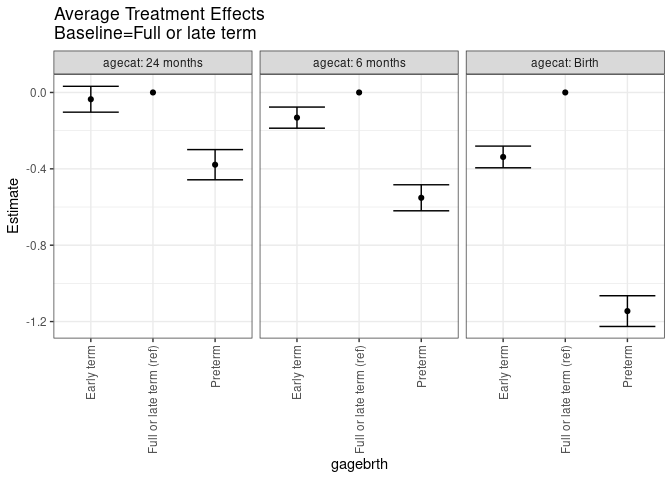 Average Treatment Effects
Baseline=Full or late term
agecat: 24 months
agecat: 6 months
agecat: Birth
Estimate
0.0
-0.4
-0.8
-1.2
Early term
Full or late term (ref)
Preterm
Early term
Full or late term (ref)
Preterm
Early term
Full or late term (ref)
Preterm
gagebrth